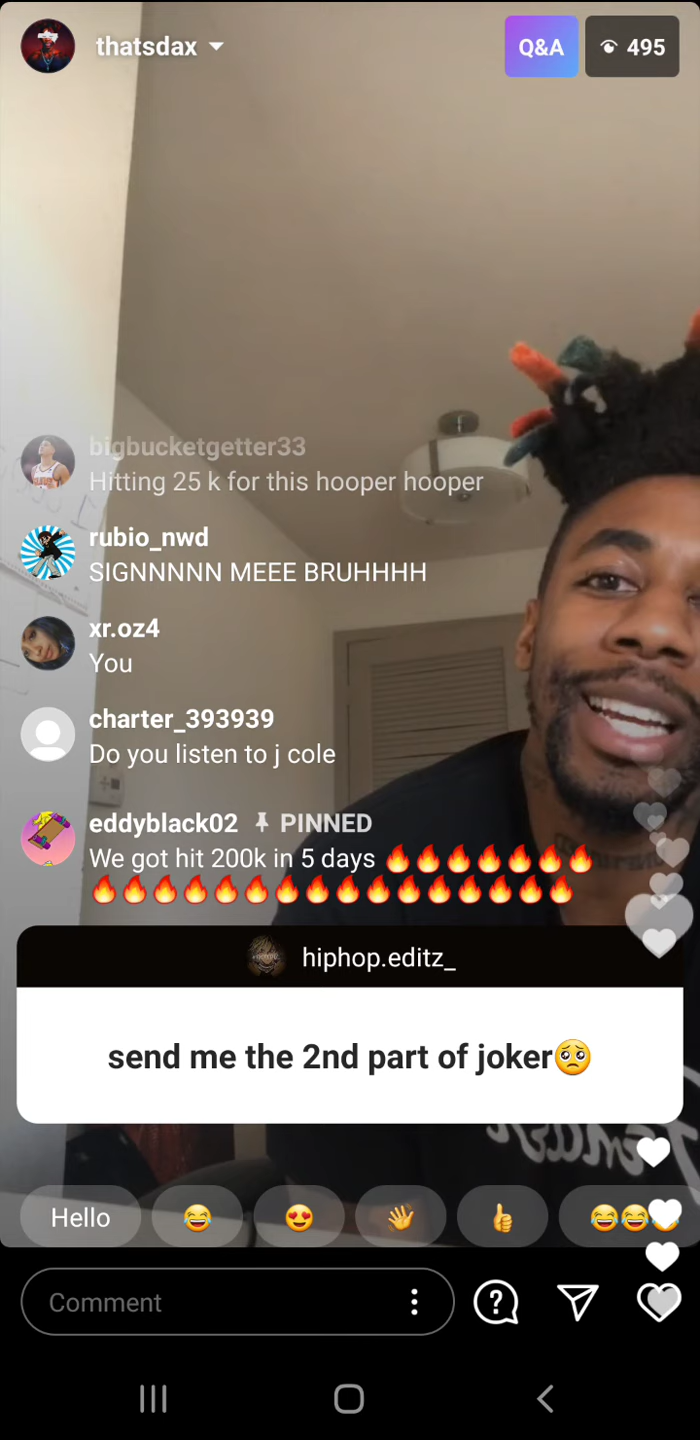 thatsdax
Q&A
495
bigbucketgetter33
Hitting 25 k for this hooper hooper
rubio_nwd
SIGNNNNN MEEE BRUHHHH
xr.oz4
You
charter_393939
Do you listen to j cole
eddyblack02 PINNED
We got hit 200k in 5 days 🔥🔥🔥🔥🔥🔥🔥
🔥🔥🔥🔥🔥🔥🔥🔥🔥🔥🔥🔥🔥🔥🔥🔥
hiphop.editz_
send me the 2nd part of joker🥺
Hello 😂 😍 👋 👍 😂😂😂
Comment